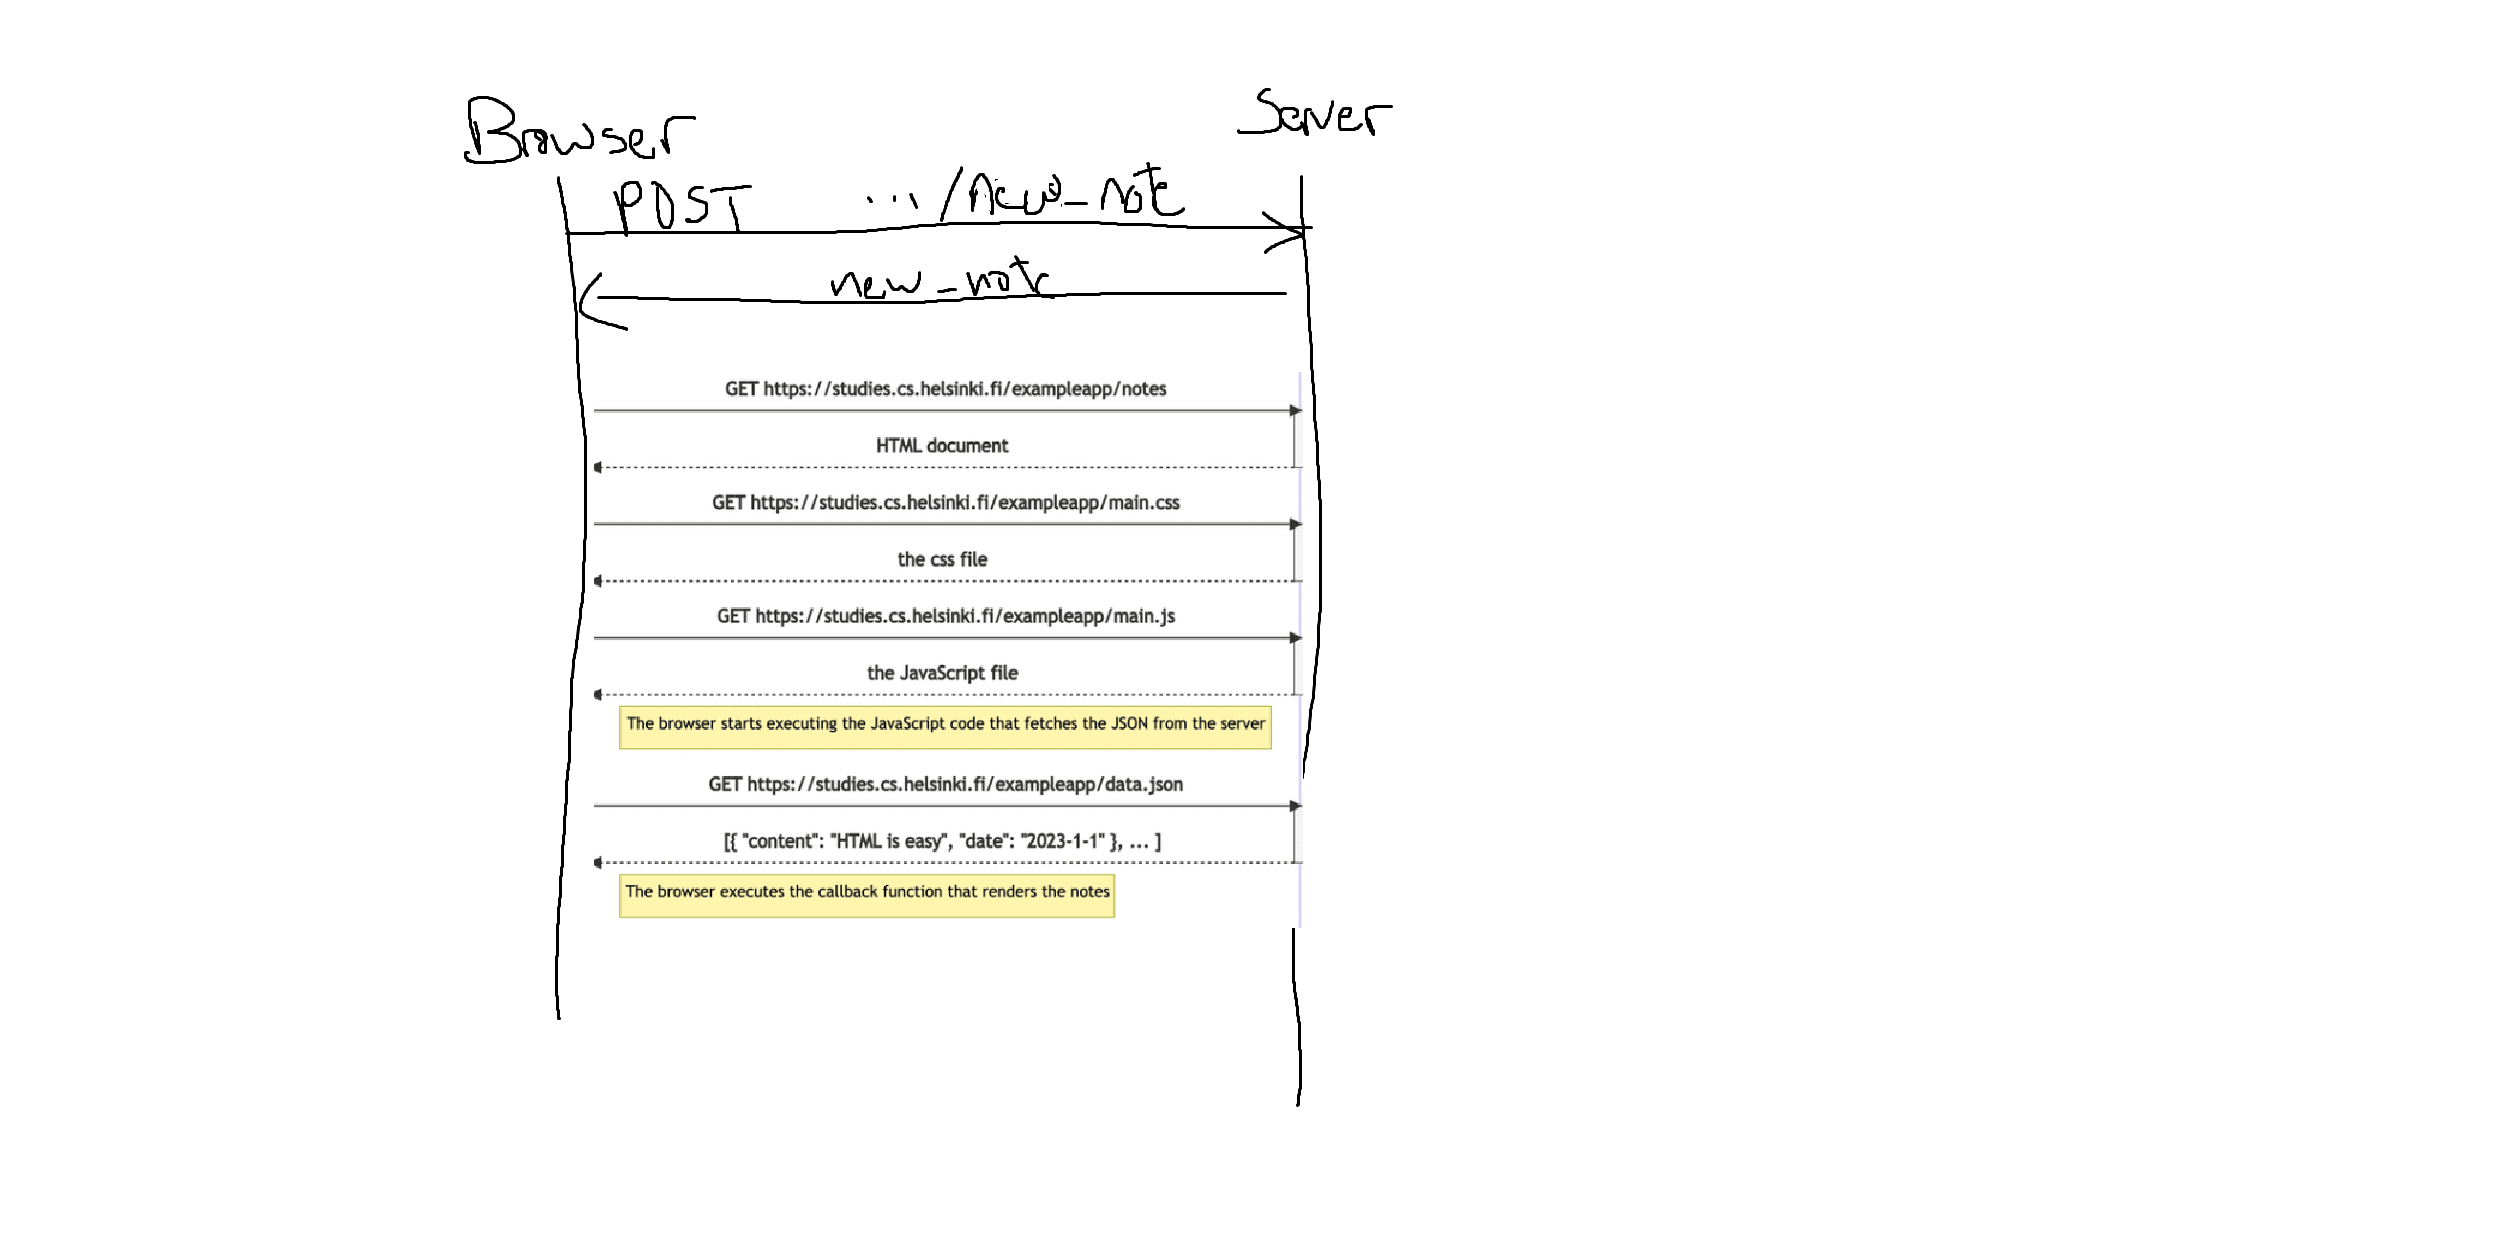 Browser
Server
POST .../new_note
new_note
GET https://studies.cs.helsinki.fi/exampleapp/notes
HTML document
GET https://studies.cs.helsinki.fi/exampleapp/main.css
the css file
GET https://studies.cs.helsinki.fi/exampleapp/main.js
the JavaScript file
The browser starts executing the JavaScript code that fetches the JSON from the server
GET https://studies.cs.helsinki.fi/exampleapp/data.json
[{ "content": "HTML is easy", "date": "2023-1-1" }, ... ]
The browser executes the callback function that renders the notes